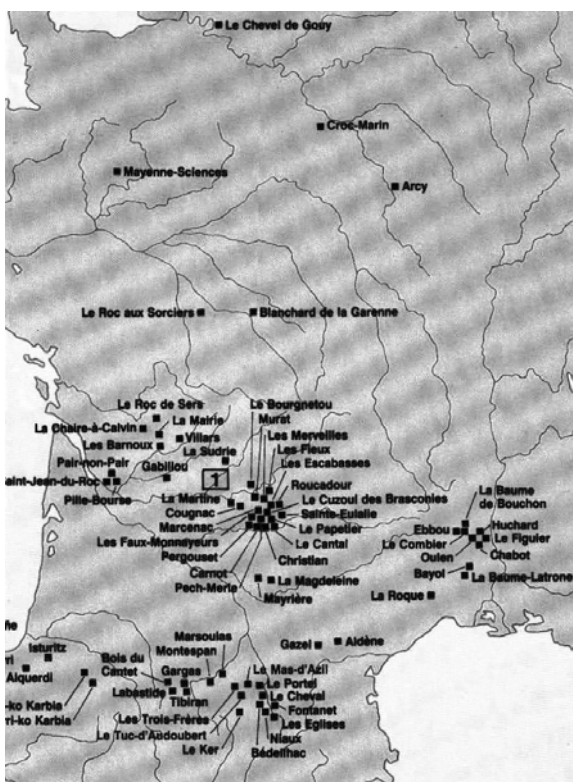 Le Chevel de Gouy
Croc-Marin
Mayenne-Sciences
Arcy
Le Roc aux Sorciers
Blanchard de la Garenne
Le Roc de Sers
Le Bourgnetou
La Mairie
Murat
La Chaire-à-Calvin
Les Merveilles
Les Barnoux
Villars
Les Fieux
La Sudrie
Les Escabasses
Pair-non-Pair
Gabillou
1
Roucadour
La Baume
de Bouchon
Saint-Jean-du-Roc
Pille-Bourse
La Martine
Le Cuzoul des Brasconies
Cougnac
Sainte-Eulalie
Ebbou
Huchard
Marcenac
Le Papetier
Le Combier
Le Figuier
Les Faux-Monnayeurs
Le Cantal
Oulen
Pergouset
Christian
Chabot
Carnot
Bayol
Pech-Merle
La Magdeleine
La Baume-Latrone
Mayrière
La Roque
Marsoulas
Isturitz
Bois du
Cantet
Montespan
Gazel
Aldène
Gargas
Le Mas-d'Azil
Alquerdi
Le Portel
Labastide
Tibiran
Le Cheval
-ko Karbia
Les Trois-Frères
Fontanet
rri-ko Karbia
Le Tuc-d'Audoubert
Les Eglises
Le Ker
Niaux
Bédeilhac